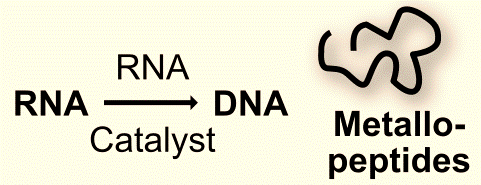 RNA
RNA DNA
Catalyst
Metallo-
peptides